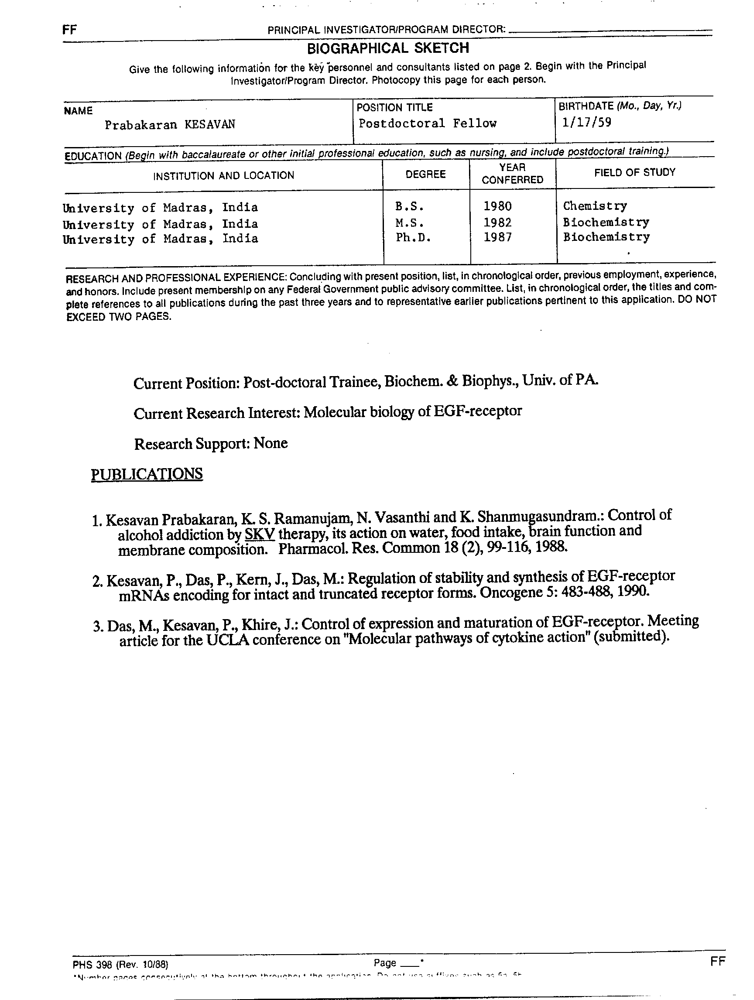 FF
PRINCIPAL INVESTIGATOR/PROGRAM DIRECTOR:
BIOGRAPHICAL SKETCH
Give the following information for the key personnel and consultants listed on page 2. Begin with the Principal
Investigator/Program Director. Photocopy this page for each person.
NAME POSITION TITLE BIRTHDATE (Mo., Day, Yr.)
Prabakaran KESAVAN Postdoctoral Fellow 1/17/59
EDUCATION (Begin with baccalaureate or other initial professional education, such as nursing, and include postdoctoral training.)
INSTITUTION AND LOCATION DEGREE YEAR CONFERRED FIELD OF STUDY
University of Madras, India B.S. 1980 Chemistry
University of Madras, India M.S. 1982 Biochemistry
University of Madras, India Ph.D. 1987 Biochemistry
RESEARCH AND PROFESSIONAL EXPERIENCE: Concluding with present position, list, in chronological order, previous employment, experience,
and honors. Include present membership on any Federal Government public advisory committee. List, in chronological order, the titles and com-
plete references to all publications during the past three years and to representative earlier publications pertinent to this application. DO NOT
EXCEED TWO PAGES.
Current Position: Post-doctoral Trainee, Biochem. & Biophys., Univ. of PA.
Current Research Interest: Molecular biology of EGF-receptor
Research Support: None
PUBLICATIONS
1. Kesavan Prabakaran, K. S. Ramanujam, N. Vasanthi and K. Shanmugasundram.: Control of
alcohol addiction by SKV therapy, its action on water, food intake, brain function and
membrane composition. Pharmacol. Res. Common 18 (2), 99-116, 1988.
2. Kesavan, P., Das, P., Kern, J., Das, M.: Regulation of stability and synthesis of EGF-receptor
mRNAs encoding for intact and truncated receptor forms. Oncogene 5: 483-488, 1990.
3. Das, M., Kesavan, P., Khire, J.: Control of expression and maturation of EGF-receptor. Meeting
article for the UCLA conference on "Molecular pathways of cytokine action" (submitted).
PHS 398 (Rev. 10/88) Page ___* FF
*Number pages consecutively at the bottom throughout the application. Do not use suffixes such as 5a, 5b.